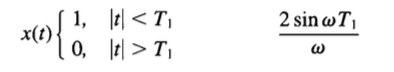 x(t) { 1, |t| < T₁
0, |t| > T₁
2 sin ωT₁ / ω